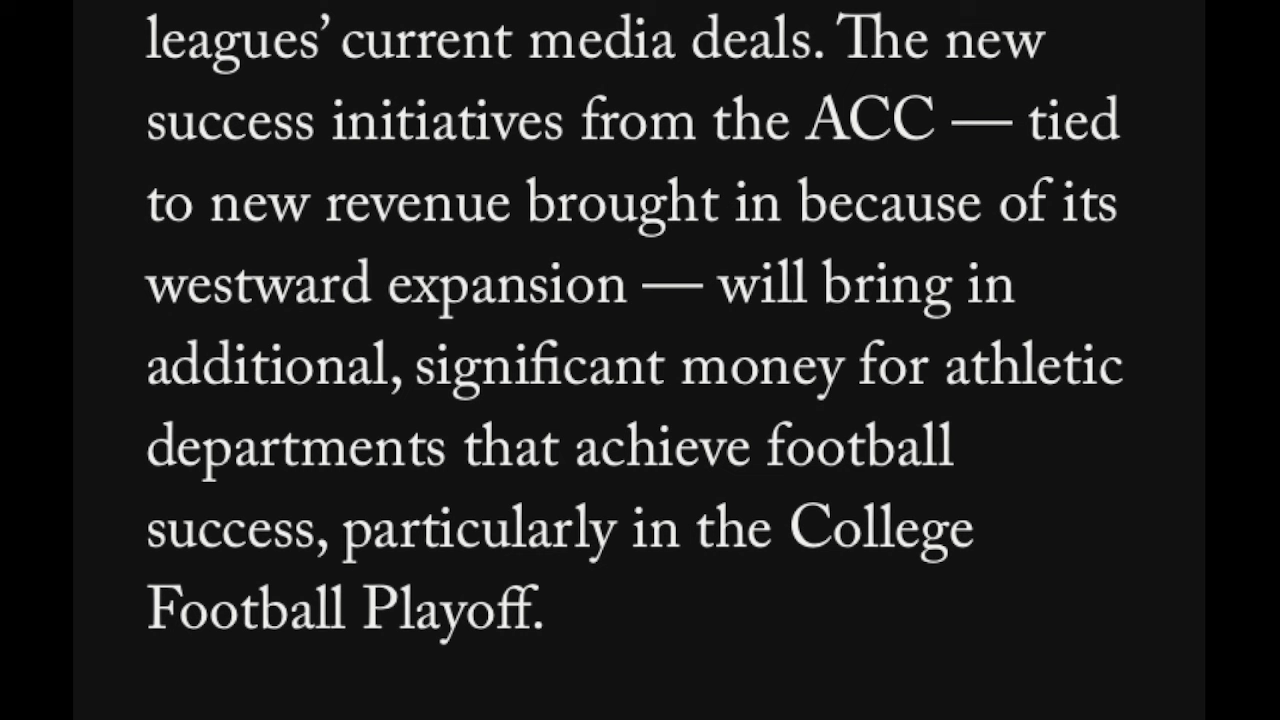 leagues’ current media deals. The new
success initiatives from the ACC — tied
to new revenue brought in because of its
westward expansion — will bring in
additional, significant money for athletic
departments that achieve football
success, particularly in the College
Football Playoff.